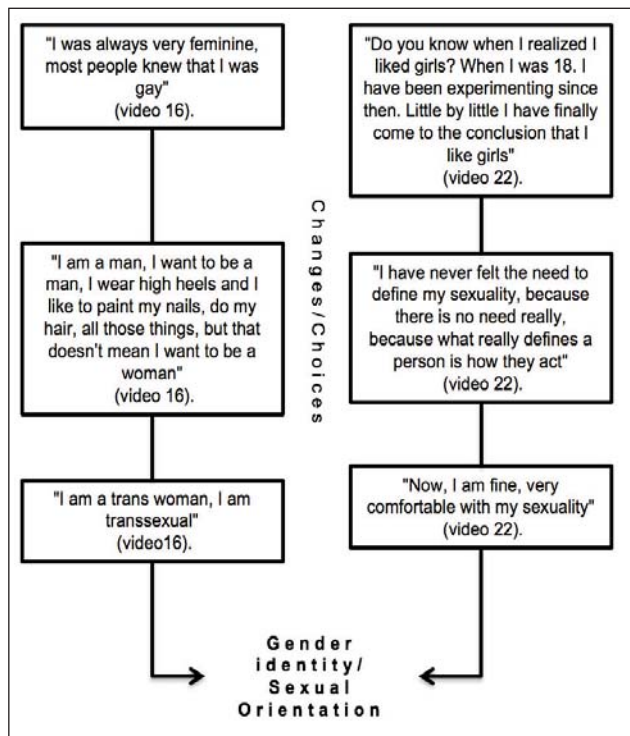 "I was always very feminine,
most people knew that I was
gay"
(video 16).
"I am a man, I want to be a
man, I wear high heels and I
like to paint my nails, do my
hair, all those things, but that
doesn't mean I want to be a
woman"
(video 16).
"I am a trans woman, I am
transsexual"
(video16).
Changes/Choices
"Do you know when I realized I
liked girls? When I was 18. I
have been experimenting since
then. Little by little I have finally
come to the conclusion that I
like girls"
(video 22).
"I have never felt the need to
define my sexuality, because
there is no need really,
because what really defines a
person is how they act"
(video 22).
"Now, I am fine, very
comfortable with my sexuality"
(video 22).
Gender
identity/
Sexual
Orientation